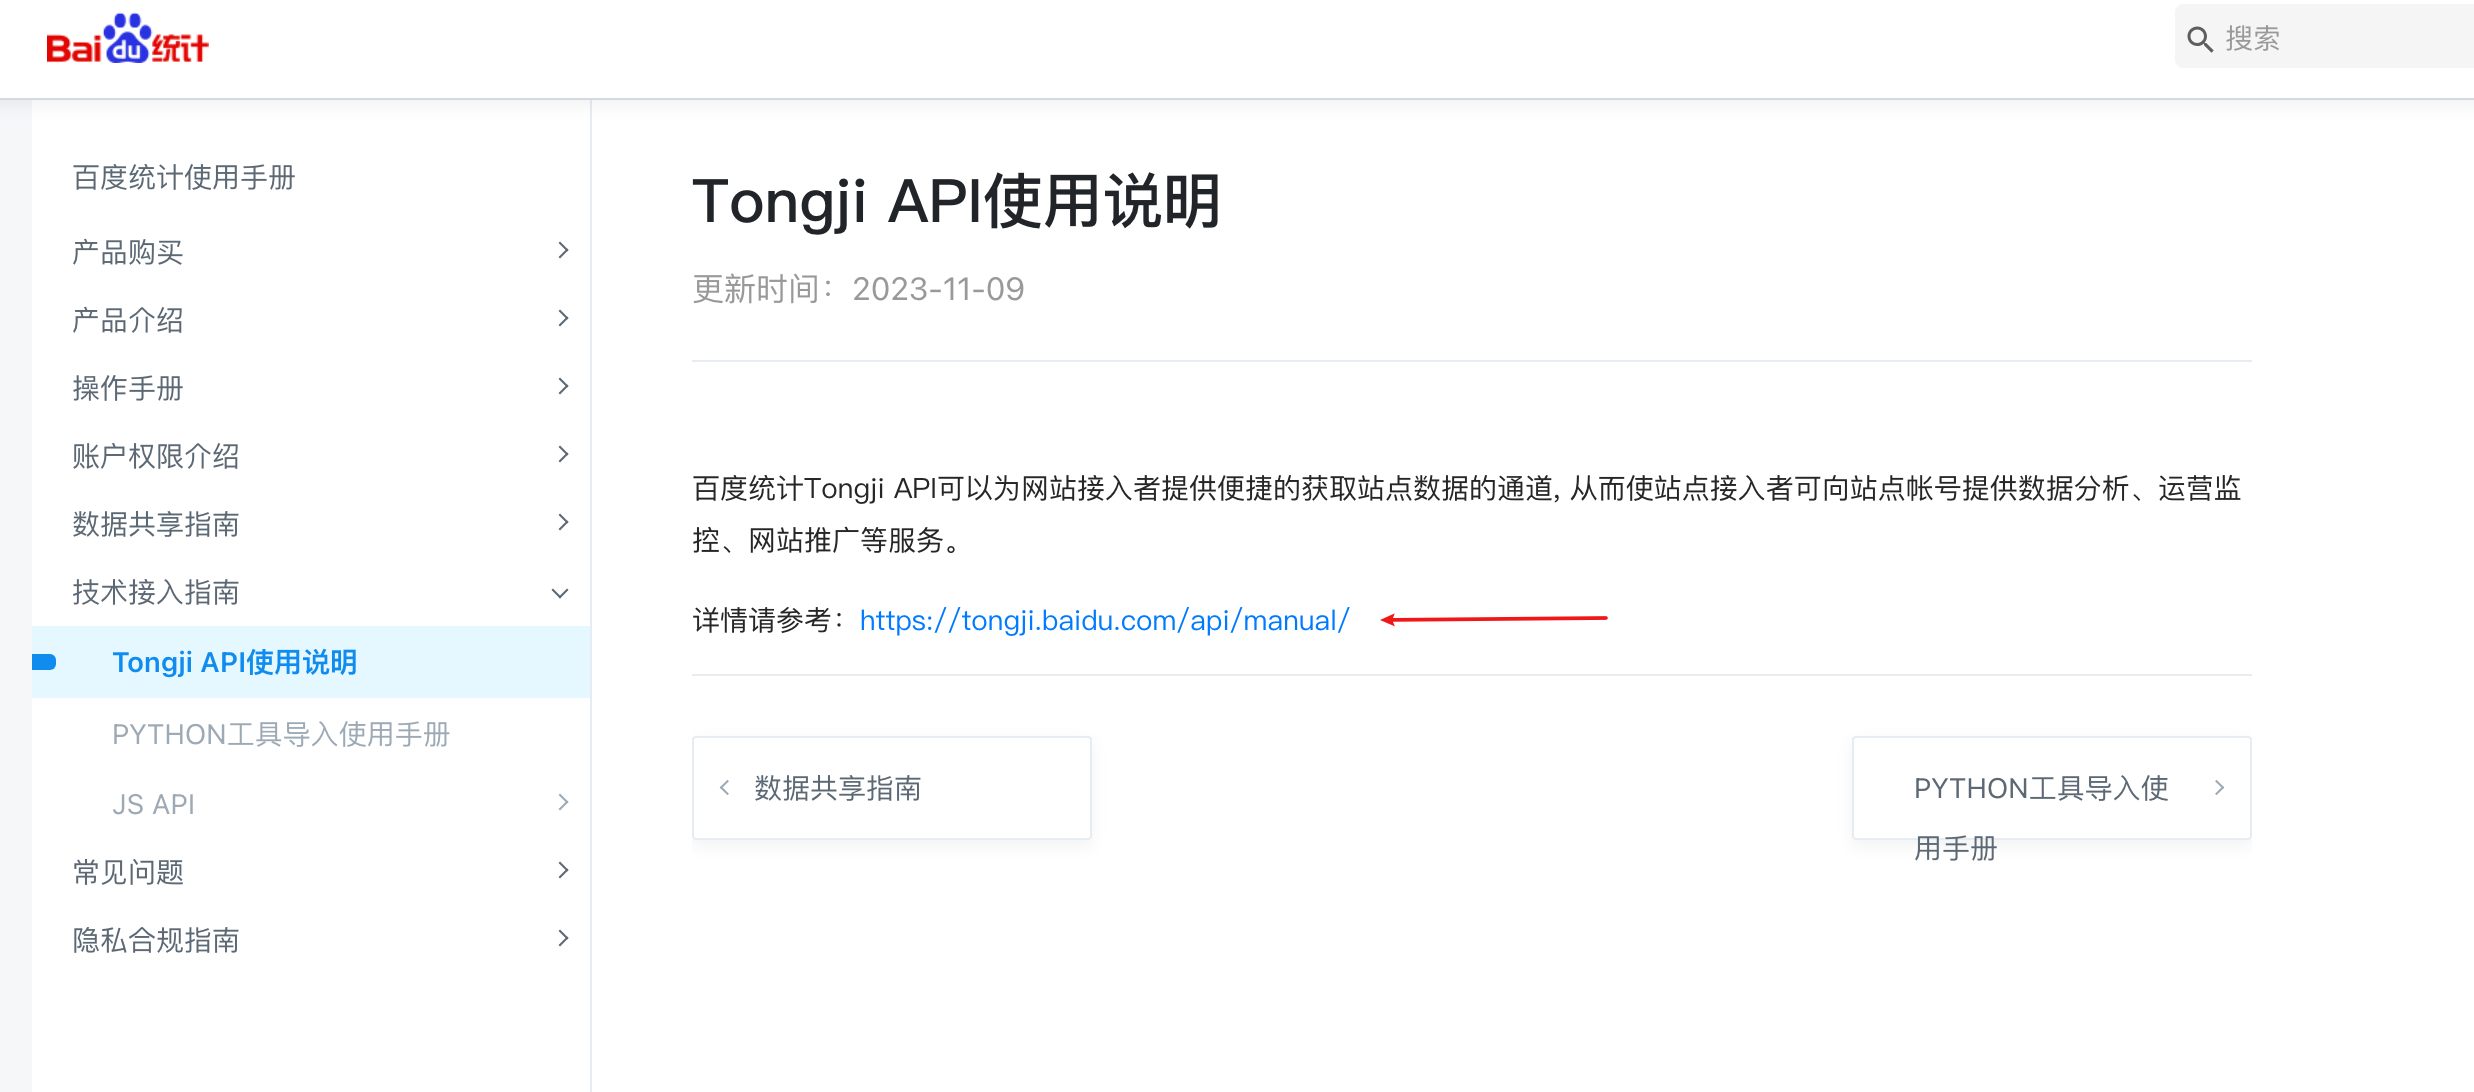 Baidu统计
搜索
百度统计使用手册
产品购买
产品介绍
操作手册
账户权限介绍
数据共享指南
技术接入指南
Tongji API使用说明
PYTHON工具导入使用手册
JS API
常见问题
隐私合规指南
Tongji API使用说明
更新时间：2023-11-09
百度统计Tongji API可以为网站接入者提供便捷的获取站点数据的通道, 从而使站点接入者可向站点帐号提供数据分析、运营监
控、网站推广等服务。
详情请参考：https://tongji.baidu.com/api/manual/
数据共享指南
PYTHON工具导入使
用手册